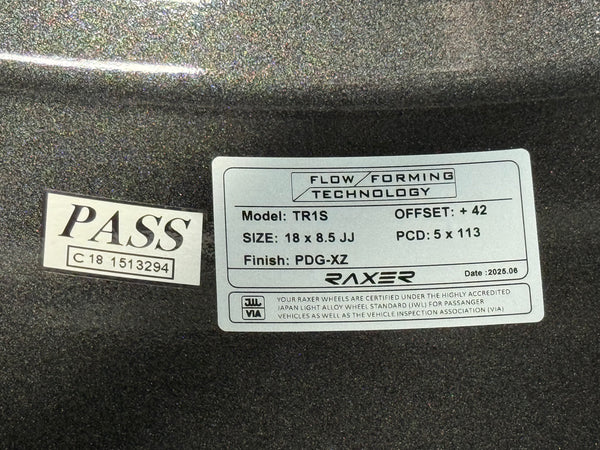 PASS
C 18 1513294
FLOW FORMING
TECHNOLOGY
Model: TR1S OFFSET: + 42
SIZE: 18 x 8.5 JJ PCD: 5 x 113
Finish: PDG-XZ
RAXER Date :2025.06
JWL
VIA
YOUR RAXER WHEELS ARE CERTIFIED UNDER THE HIGHLY ACCREDITED
JAPAN LIGHT ALLOY WHEEL STANDARD (JWL) FOR PASSANGER
VEHICLES AS WELL AS THE VEHICLE INSPECTION ASSOCIATION (VIA)